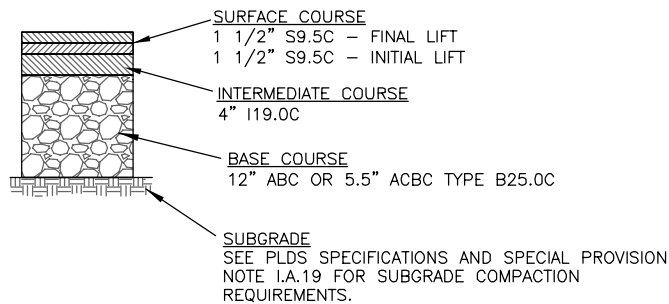 SURFACE COURSE
1 1/2" S9.5C – FINAL LIFT
1 1/2" S9.5C – INITIAL LIFT
INTERMEDIATE COURSE
4" I19.0C
BASE COURSE
12" ABC OR 5.5" ACBC TYPE B25.0C
SUBGRADE
SEE PLDS SPECIFICATIONS AND SPECIAL PROVISION
NOTE I.A.19 FOR SUBGRADE COMPACTION
REQUIREMENTS.